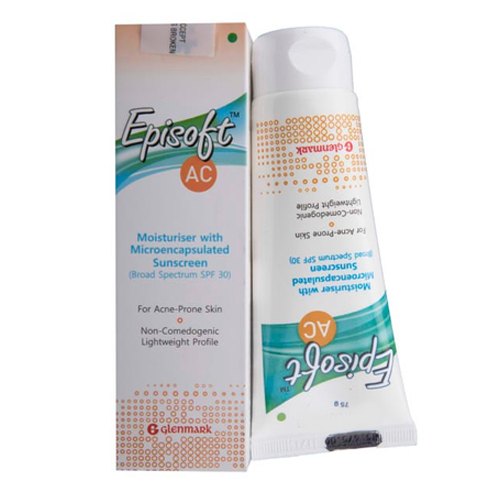 CCEPT
BROKEN
Episoft™
AC
Moisturiser with
Microencapsulated
Sunscreen
(Broad Spectrum SPF 30)
For Acne-Prone Skin
Non-Comedogenic
Lightweight Profile
Glenmark
75 g
Episoft™
AC
Moisturiser with
Microencapsulated
Sunscreen
(Broad Spectrum SPF 30)
For Acne-Prone Skin
Non-Comedogenic
Lightweight Profile
Glenmark